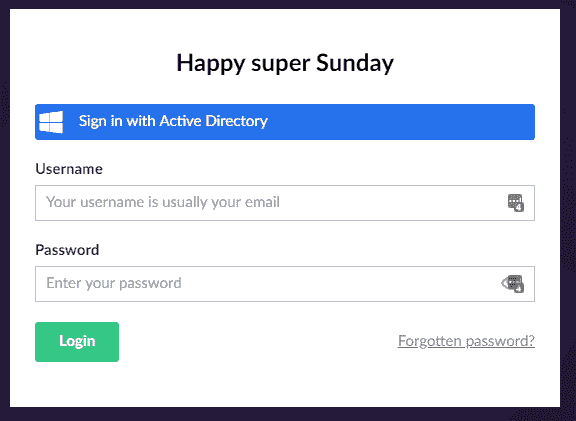 Happy super Sunday
Sign in with Active Directory
Username
Your username is usually your email
Password
Enter your password
Login
Forgotten password?